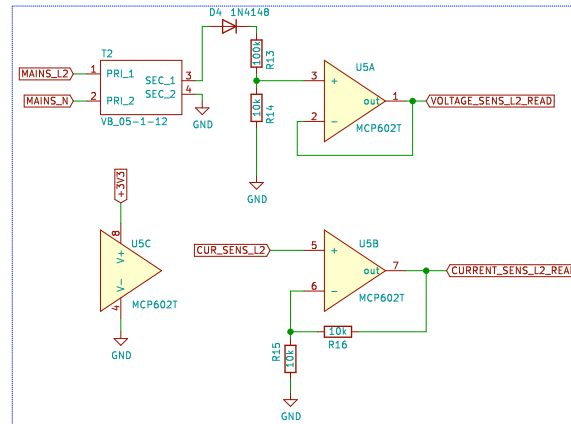 D4 1N4148
T2
MAINS_L2
1 PRI_1
SEC_1 3
MAINS_N
2 PRI_2
SEC_2 4
VB_05-1-12
GND
100k
R13
10k
R14
GND
U5A
3 +
out 1
2 −
MCP602T
VOLTAGE_SENS_L2_READ
+3V3
8
V+
U5C
V−
4
MCP602T
GND
CUR_SENS_L2
U5B
5 +
out 7
6 −
MCP602T
CURRENT_SENS_L2_READ
10k
R16
R15
10k
GND